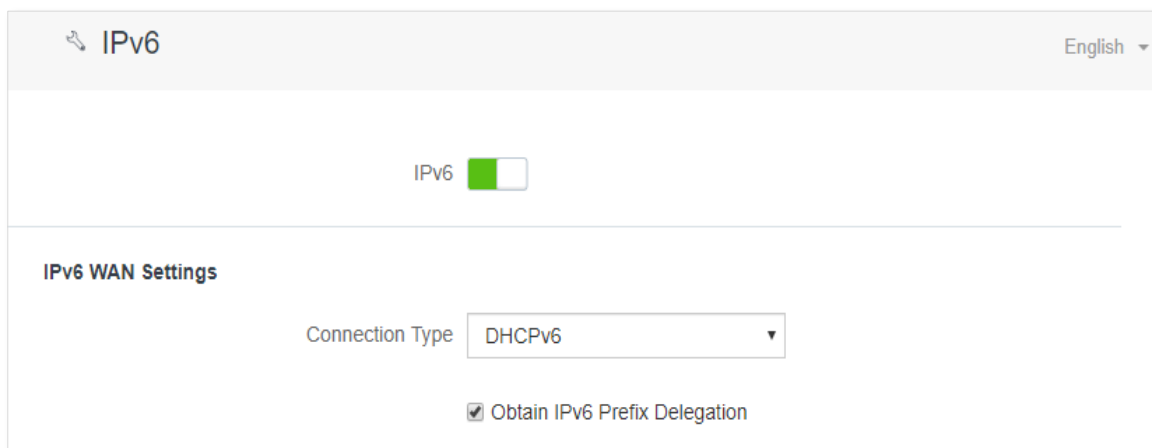 IPv6
English
IPv6
IPv6 WAN Settings
Connection Type DHCPv6
Obtain IPv6 Prefix Delegation